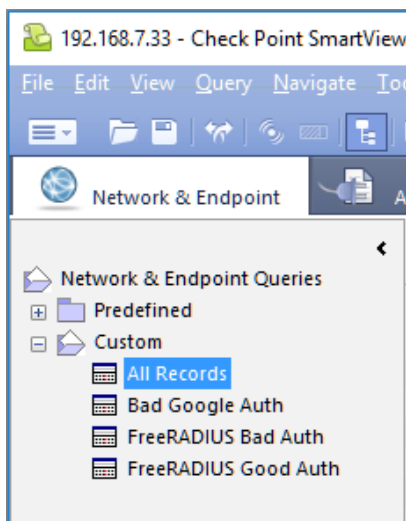 192.168.7.33 - Check Point SmartView
File Edit View Query Navigate
Network & Endpoint
Network & Endpoint Queries
Predefined
Custom
All Records
Bad Google Auth
FreeRADIUS Bad Auth
FreeRADIUS Good Auth